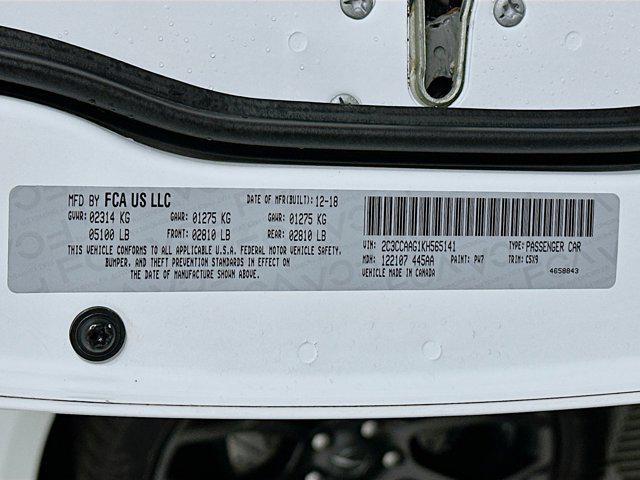 MFD BY FCA US LLC DATE OF MFR(BUILT): 12-18
GVWR: 02314 KG GAWR: 01275 KG GAWR: 01275 KG
05100 LB FRONT: 02810 LB REAR: 02810 LB
THIS VEHICLE CONFORMS TO ALL APPLICABLE U.S.A. FEDERAL MOTOR VEHICLE SAFETY,
BUMPER, AND THEFT PREVENTION STANDARDS IN EFFECT ON
THE DATE OF MANUFACTURE SHOWN ABOVE.
VIN: 2C3CCAAG1KH565141 TYPE: PASSENGER CAR
MDH: 122107 445AA PAINT: PW7 TRIM: C5X9
VEHICLE MADE IN CANADA 4658843